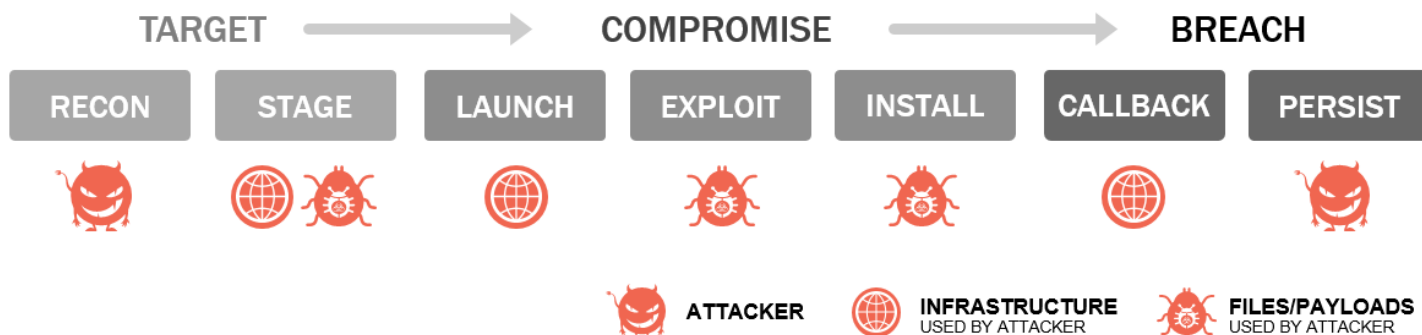 TARGET COMPROMISE BREACH
RECON STAGE LAUNCH EXPLOIT INSTALL CALLBACK PERSIST
ATTACKER
INFRASTRUCTURE
USED BY ATTACKER
FILES/PAYLOADS
USED BY ATTACKER